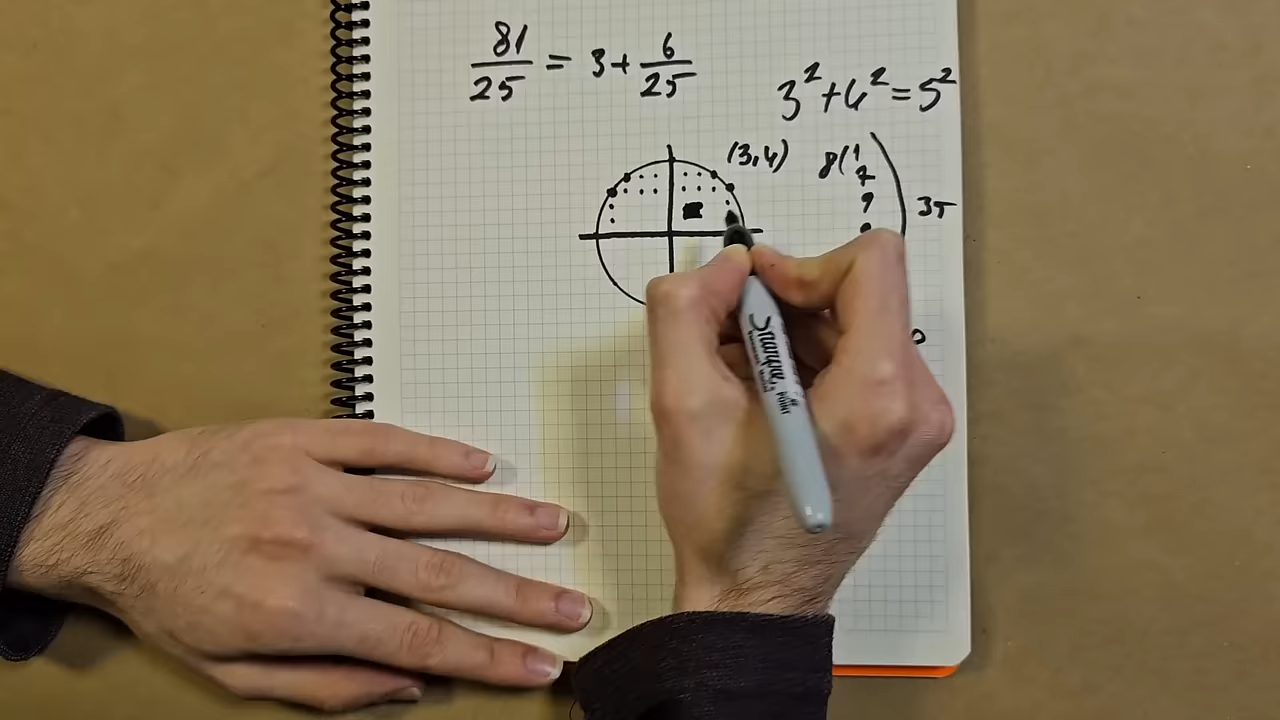 81/25 = 3 + 6/25
3² + 4² = 5²
(3,4)
8(1
7
9
35
Sharpie